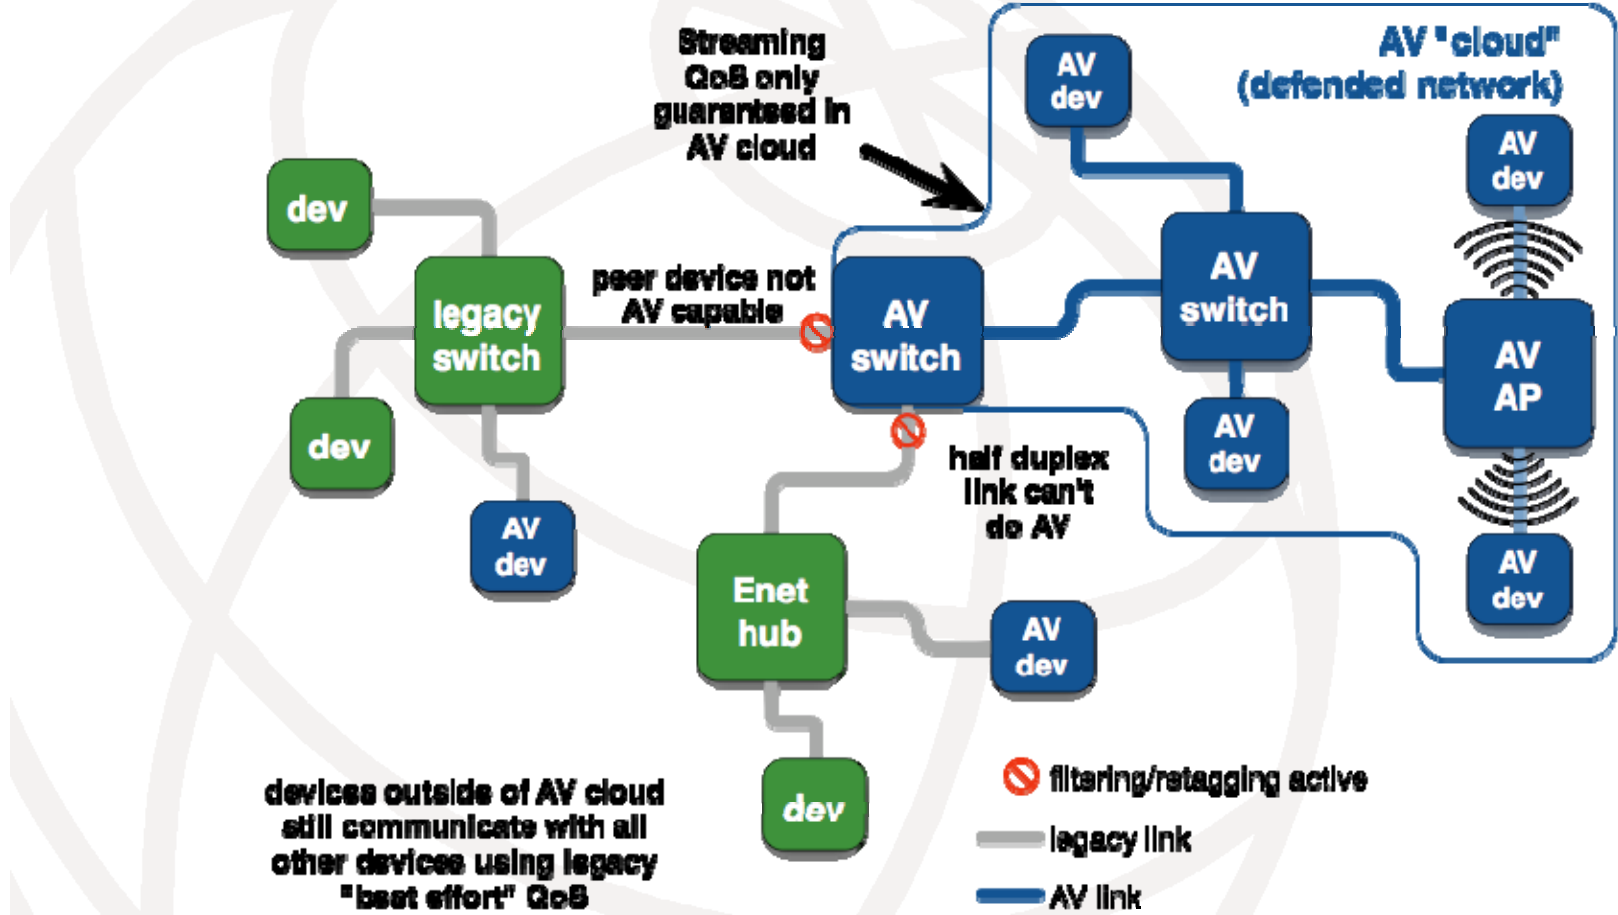 Streaming
QoS only
guaranteed in
AV cloud
AV "cloud"
(defended network)
AV
dev
AV
dev
dev
legacy
switch
peer device not
AV capable
AV
switch
AV
switch
AV
AP
dev
AV
dev
AV
dev
half duplex
link can't
do AV
Enet
hub
AV
dev
AV
dev
dev
devices outside of AV cloud
still communicate with all
other devices using legacy
"best effort" QoS
filtering/retagging active
legacy link
AV link